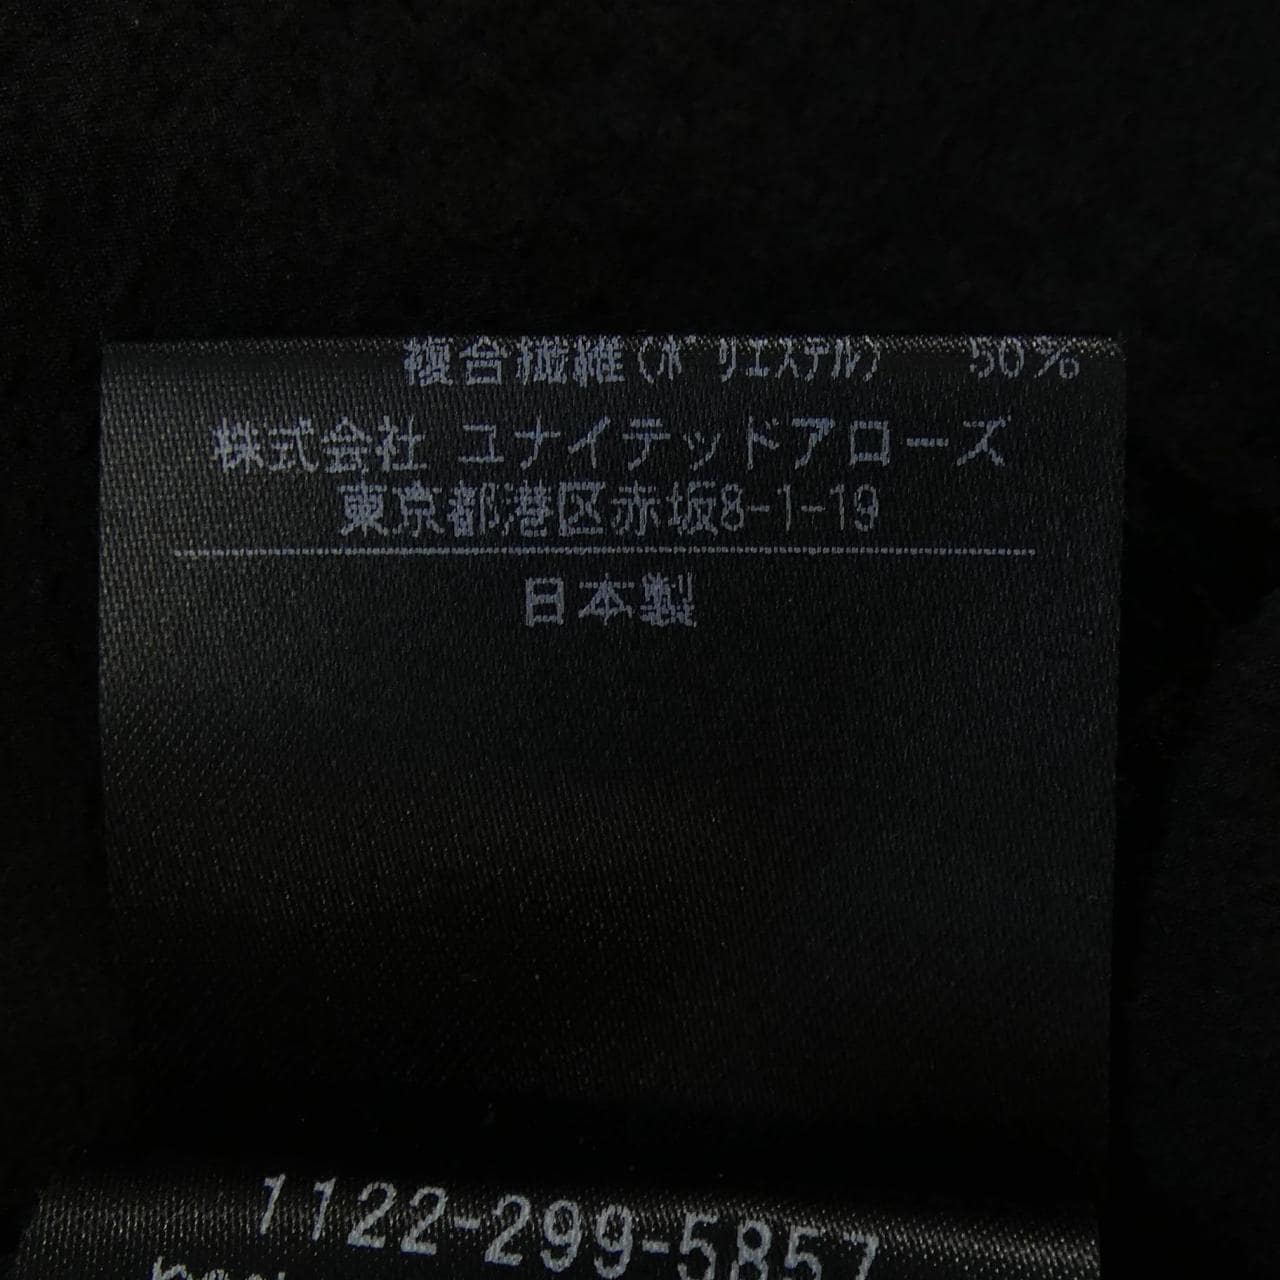 複合繊維(ポリエステル) 50%
株式会社 ユナイテッドアローズ
東京都港区赤坂8-1-19
日本製
1122-299-5857